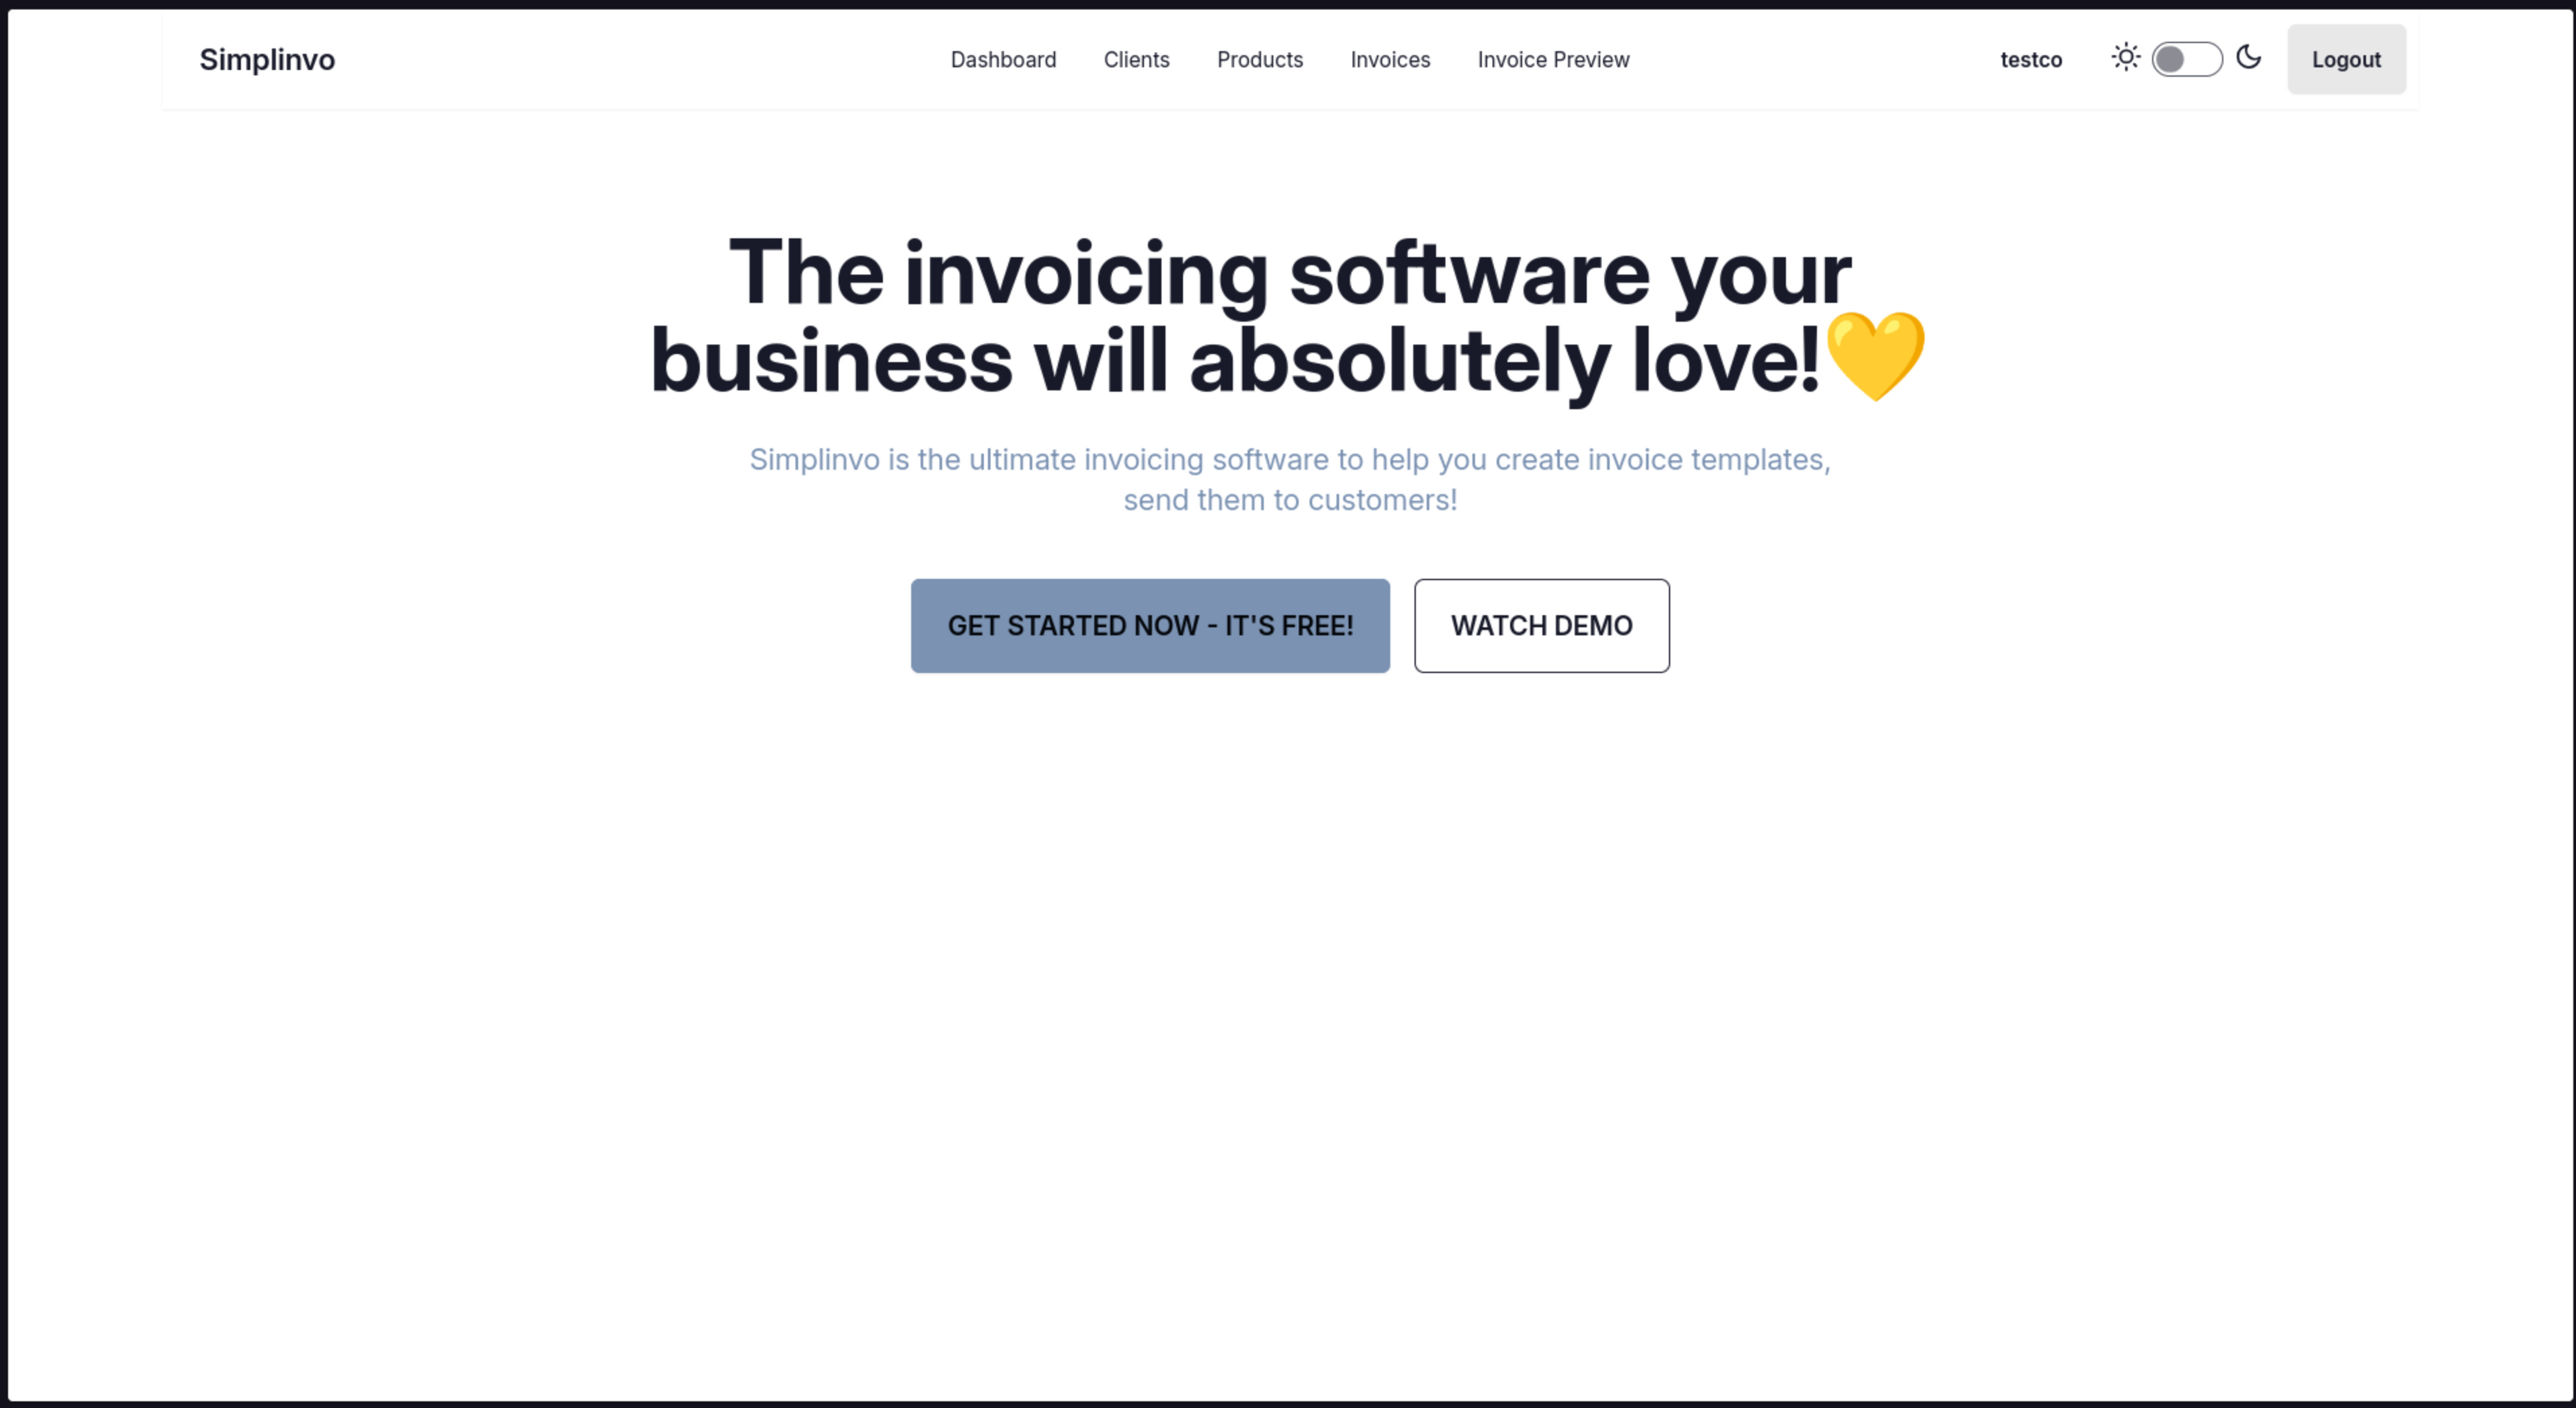 Simplinvo
Dashboard Clients Products Invoices Invoice Preview
testco
Logout
The invoicing software your
business will absolutely love!💛
Simplinvo is the ultimate invoicing software to help you create invoice templates,
send them to customers!
GET STARTED NOW - IT'S FREE!
WATCH DEMO